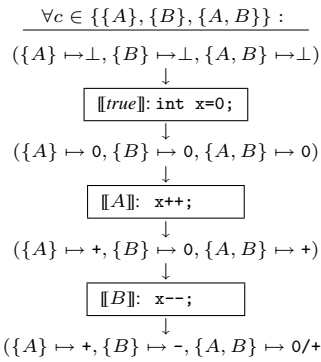 ∀c ∈ {{A}, {B}, {A, B}} :
({A} ↦⊥, {B} ↦⊥, {A, B} ↦⊥)
⟦true⟧: int x=0;
({A} ↦ 0, {B} ↦ 0, {A, B} ↦ 0)
⟦A⟧: x++;
({A} ↦ +, {B} ↦ 0, {A, B} ↦ +)
⟦B⟧: x--;
({A} ↦ +, {B} ↦ -, {A, B} ↦ 0/+